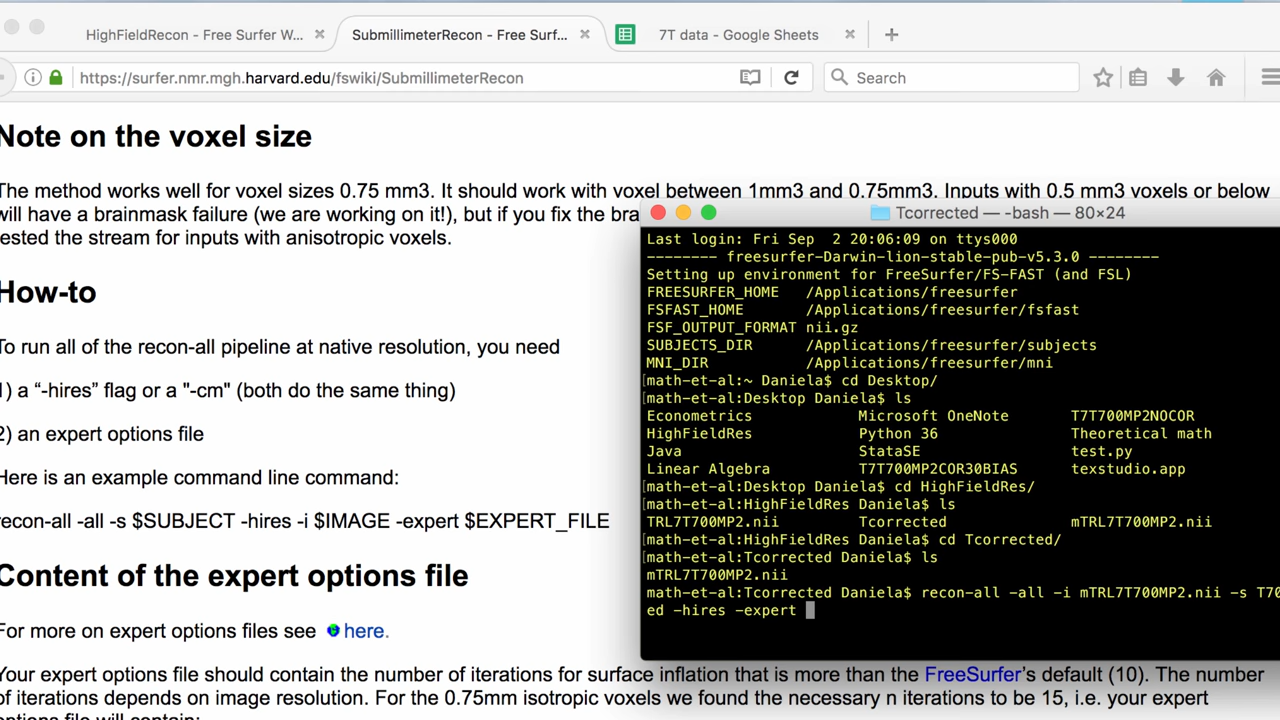 HighFieldRecon - Free Surfer W...
SubmillimeterRecon - Free Surf...
7T data - Google Sheets
https://surfer.nmr.mgh.harvard.edu/fswiki/SubmillimeterRecon
Search
Note on the voxel size
The method works well for voxel sizes 0.75 mm3. It should work with voxel between 1mm3 and 0.75mm3. Inputs with 0.5 mm3 voxels or below
will have a brainmask failure (we are working on it!), but if you fix the bra
tested the stream for inputs with anisotropic voxels.
How-to
To run all of the recon-all pipeline at native resolution, you need
1) a “-hires” flag or a "-cm" (both do the same thing)
2) an expert options file
Here is an example command line command:
recon-all -all -s $SUBJECT -hires -i $IMAGE -expert $EXPERT_FILE
Content of the expert options file
For more on expert options files see here.
Your expert options file should contain the number of iterations for surface inflation that is more than the FreeSurfer’s default (10). The number
of iterations depends on image resolution. For the 0.75mm isotropic voxels we found the necessary n iterations to be 15, i.e. your expert
options file will contain:
Tcorrected — -bash — 80×24
Last login: Fri Sep  2 20:06:09 on ttys000
-------- freesurfer-Darwin-lion-stable-pub-v5.3.0 --------
Setting up environment for FreeSurfer/FS-FAST (and FSL)
FREESURFER_HOME   /Applications/freesurfer
FSFAST_HOME       /Applications/freesurfer/fsfast
FSF_OUTPUT_FORMAT nii.gz
SUBJECTS_DIR      /Applications/freesurfer/subjects
MNI_DIR           /Applications/freesurfer/mni
[math-et-al:~ Daniela$ cd Desktop/
[math-et-al:Desktop Daniela$ ls
Econometrics            Microsoft OneNote       T7T700MP2NOCOR
HighFieldRes            Python 36               Theoretical math
Java                    StataSE                 test.py
Linear Algebra          T7T700MP2COR30BIAS      texstudio.app
[math-et-al:Desktop Daniela$ cd HighFieldRes/
[math-et-al:HighFieldRes Daniela$ ls
TRL7T700MP2.nii         Tcorrected              mTRL7T700MP2.nii
[math-et-al:HighFieldRes Daniela$ cd Tcorrected/
[math-et-al:Tcorrected Daniela$ ls
mTRL7T700MP2.nii
math-et-al:Tcorrected Daniela$ recon-all -all -i mTRL7T700MP2.nii -s T70
ed -hires -expert